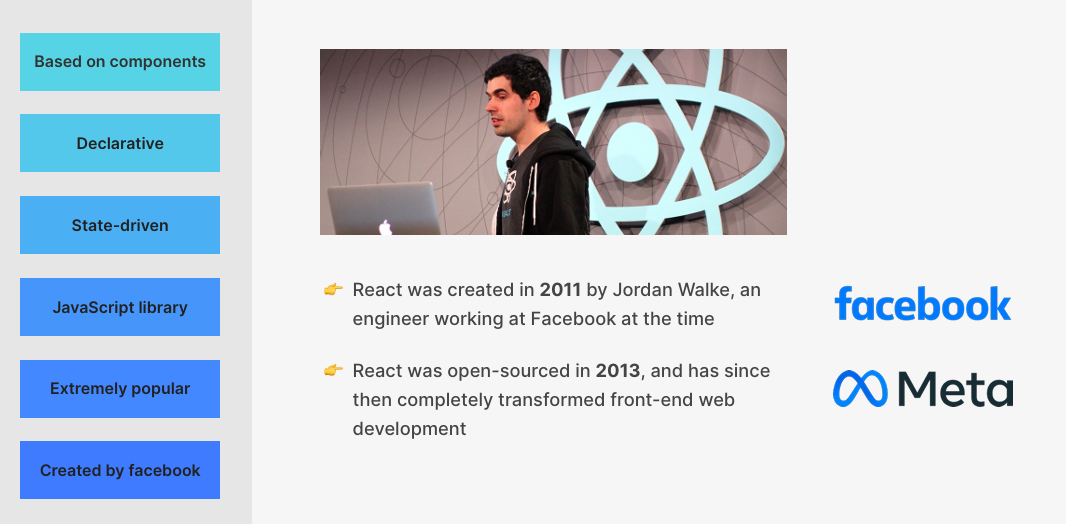 Based on components
Declarative
State-driven
JavaScript library
Extremely popular
Created by facebook
👉 React was created in 2011 by Jordan Walke, an
engineer working at Facebook at the time
👉 React was open-sourced in 2013, and has since
then completely transformed front-end web
development
facebook
Meta